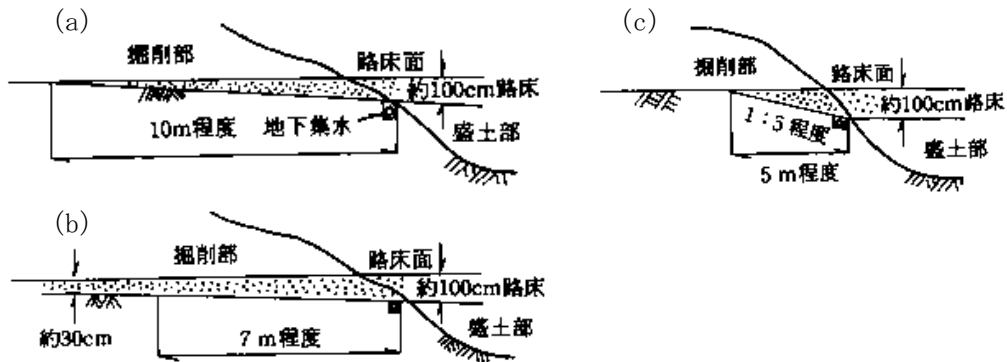 (a)
掘削部
路床面
約100cm路床
10m程度
地下集水
盛土部
(b)
掘削部
路床面
約100cm路床
約30cm
7m程度
盛土部
(c)
掘削部
路床面
約100cm路床
1:5程度
盛土部
5m程度